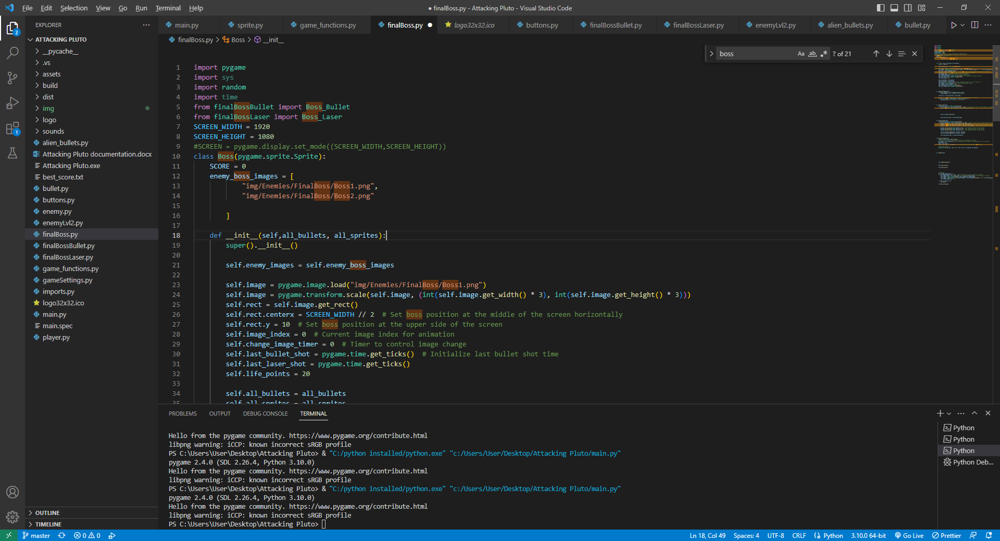 File Edit Selection View Go Run Terminal Help
● finalBoss.py - Attacking Pluto - Visual Studio Code
EXPLORER
main.py sprite.py game_functions.py finalBoss.py logo32x32.ico buttons.py finalBossBullet.py finalBossLaser.py enemyLvl2.py alien_bullets.py bullet.py
2
ATTACKING PLUTO
finalBoss.py > Boss > __init__
__pycache__
.vs
assets
build
dist
img
logo
sounds
1
alien_bullets.py
Attacking Pluto documentation.docx
Attacking Pluto.exe
best_score.txt
bullet.py
buttons.py
enemy.py
enemyLvl2.py
finalBoss.py
finalBossBullet.py
finalBossLaser.py
game_functions.py
gameSettings.py
imports.py
logo32x32.ico
main.py
main.spec
player.py
OUTLINE
TIMELINE
boss Aa ab ? of 21
1 import pygame
2 import sys
3 import random
4 import time
5 from finalBossBullet import Boss_Bullet
6 from finalBossLaser import Boss_Laser
7 SCREEN_WIDTH = 1920
8 SCREEN_HEIGHT = 1080
9 #SCREEN = pygame.display.set_mode((SCREEN_WIDTH,SCREEN_HEIGHT))
10 class Boss(pygame.sprite.Sprite):
11 SCORE = 0
12 enemy_boss_images = [
13 "img/Enemies/FinalBoss/Boss1.png",
14 "img/Enemies/FinalBoss/Boss2.png"
15
16 ]
17
18 def __init__(self,all_bullets, all_sprites):
19 super().__init__()
20
21 self.enemy_images = self.enemy_boss_images
22
23 self.image = pygame.image.load("img/Enemies/FinalBoss/Boss1.png")
24 self.image = pygame.transform.scale(self.image, (int(self.image.get_width() * 3), int(self.image.get_height() * 3)))
25 self.rect = self.image.get_rect()
26 self.rect.centerx = SCREEN_WIDTH // 2 # Set boss position at the middle of the screen horizontally
27 self.rect.y = 10 # Set boss position at the upper side of the screen
28 self.image_index = 0 # Current image index for animation
29 self.change_image_timer = 0 # Timer to control image change
30 self.last_bullet_shot = pygame.time.get_ticks() # Initialize last bullet shot time
31 self.last_laser_shot = pygame.time.get_ticks()
32 self.life_points = 20
33
34 self.all_bullets = all_bullets
35 self.all_sprites = all_sprites
PROBLEMS OUTPUT DEBUG CONSOLE TERMINAL
Hello from the pygame community. https://www.pygame.org/contribute.html
libpng warning: iCCP: known incorrect sRGB profile
PS C:\Users\User\Desktop\Attacking Pluto> & "C:/python installed/python.exe" "c:/Users/User/Desktop/Attacking Pluto/main.py"
pygame 2.4.0 (SDL 2.26.4, Python 3.10.0)
Hello from the pygame community. https://www.pygame.org/contribute.html
libpng warning: iCCP: known incorrect sRGB profile
PS C:\Users\User\Desktop\Attacking Pluto> & "C:/python installed/python.exe" "c:/Users/User/Desktop/Attacking Pluto/main.py"
pygame 2.4.0 (SDL 2.26.4, Python 3.10.0)
Hello from the pygame community. https://www.pygame.org/contribute.html
libpng warning: iCCP: known incorrect sRGB profile
PS C:\Users\User\Desktop\Attacking Pluto>
Python
Python
Python
Python Deb...
master 0 0 Ln 18, Col 49 Spaces: 4 UTF-8 CRLF Python 3.10.0 64-bit Go Live Prettier